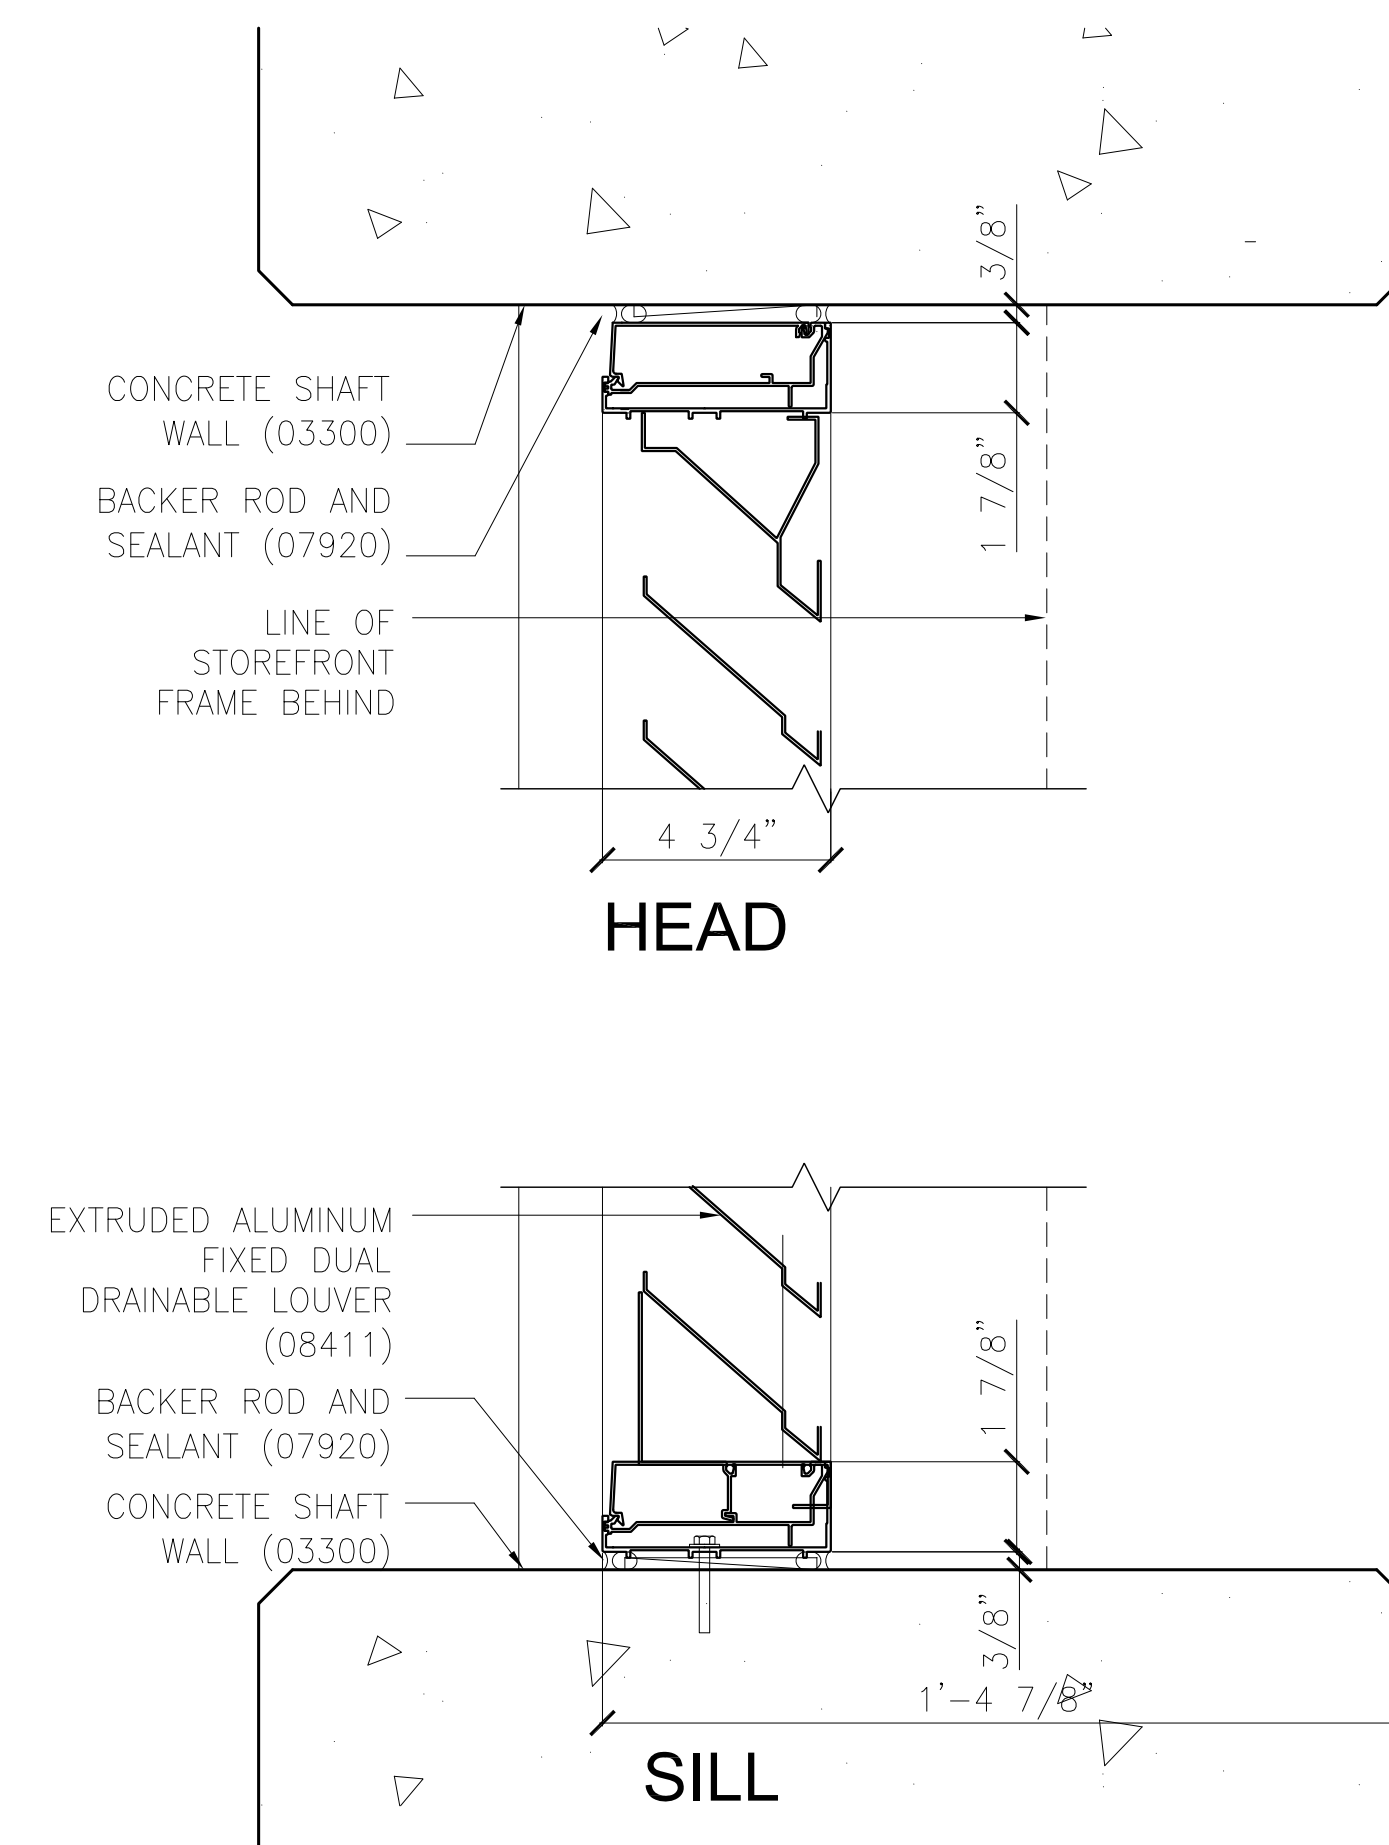 3/8"
CONCRETE SHAFT
WALL (03300)
BACKER ROD AND
SEALANT (07920)
1 7/8"
LINE OF
STOREFRONT
FRAME BEHIND
4 3/4"
HEAD
EXTRUDED ALUMINUM
FIXED DUAL
DRAINABLE LOUVER
(08411)
1 7/8"
BACKER ROD AND
SEALANT (07920)
CONCRETE SHAFT
WALL (03300)
3/8"
1'-4 7/8"
SILL